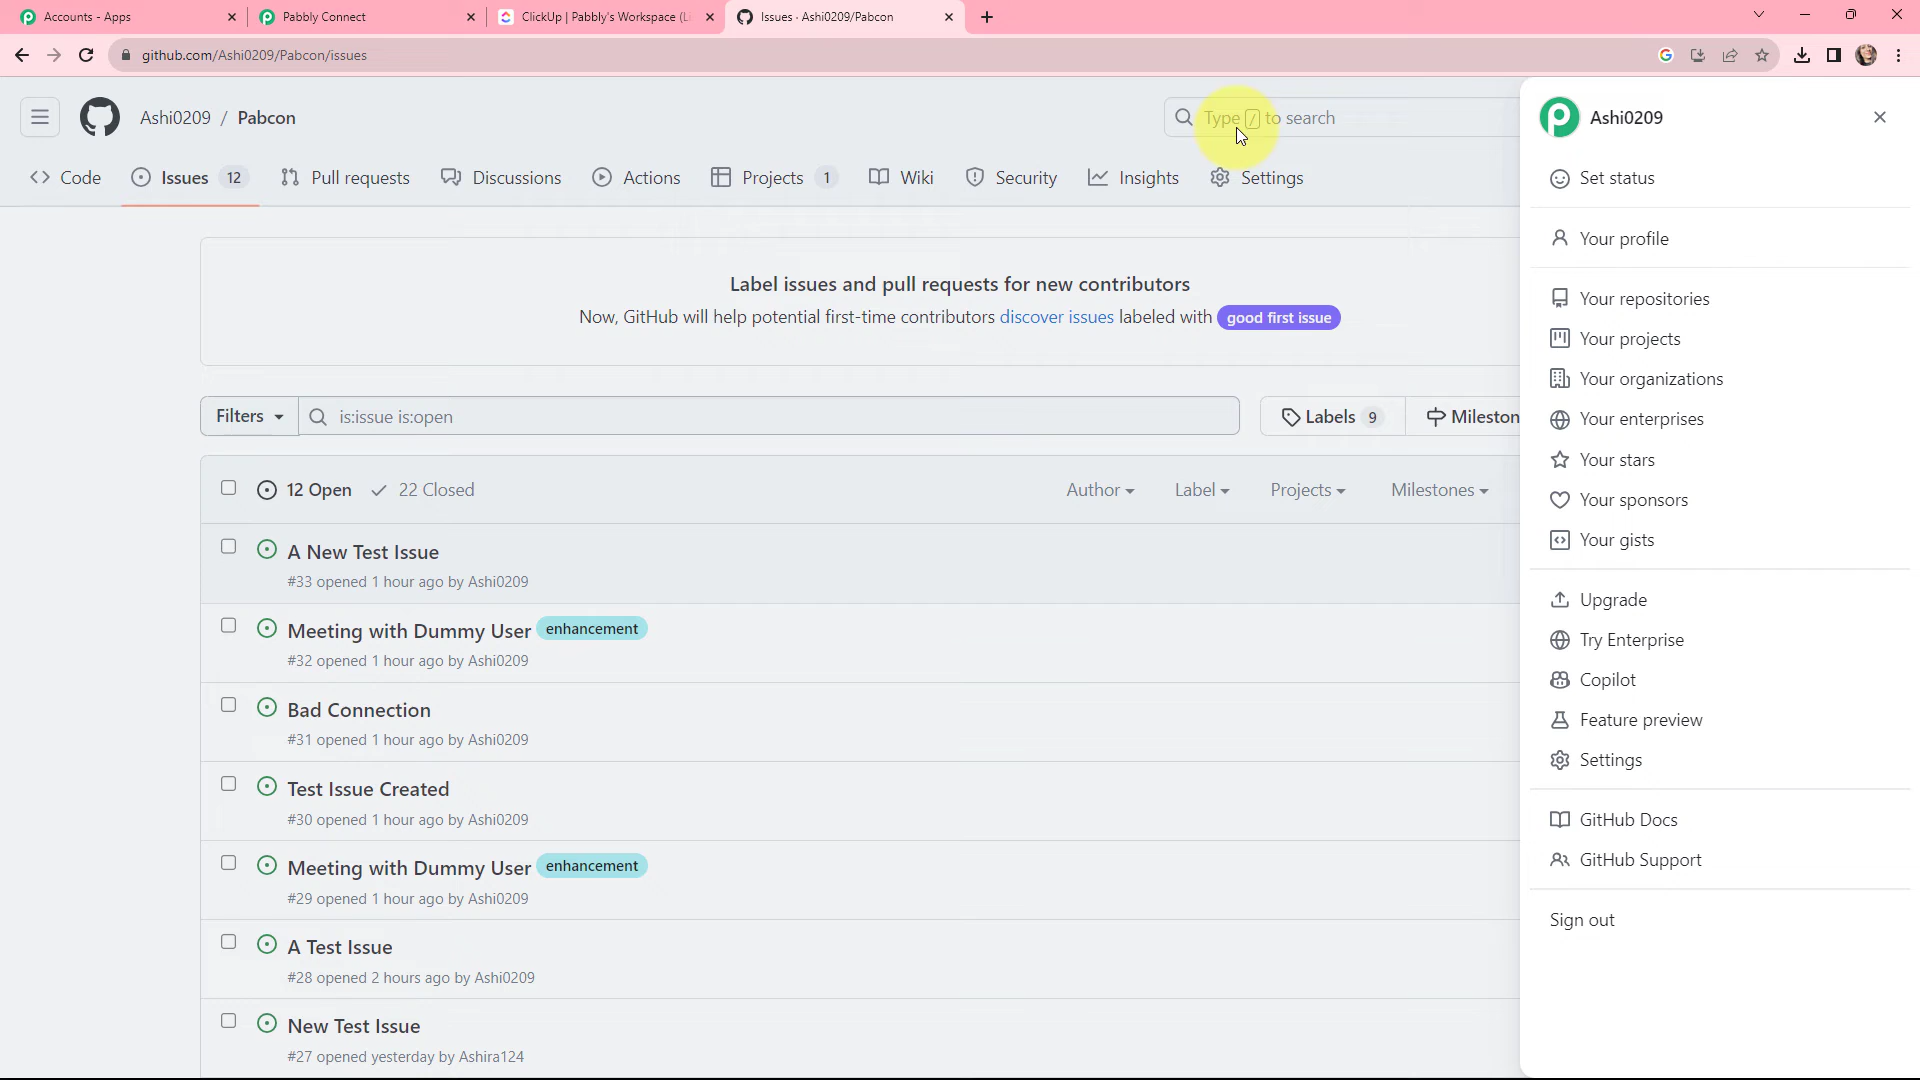 Accounts - Apps
Pabbly Connect
ClickUp | Pabbly's Workspace (Li
Issues · Ashi0209/Pabcon
github.com/Ashi0209/Pabcon/issues
Ashi0209 / Pabcon
Type / to search
Code
Issues 12
Pull requests
Discussions
Actions
Projects 1
Wiki
Security
Insights
Settings
Label issues and pull requests for new contributors
Now, GitHub will help potential first-time contributors discover issues labeled with good first issue
Filters
is:issue is:open
Labels 9
Mileston
12 Open
22 Closed
Author
Label
Projects
Milestones
A New Test Issue
#33 opened 1 hour ago by Ashi0209
Meeting with Dummy User enhancement
#32 opened 1 hour ago by Ashi0209
Bad Connection
#31 opened 1 hour ago by Ashi0209
Test Issue Created
#30 opened 1 hour ago by Ashi0209
Meeting with Dummy User enhancement
#29 opened 1 hour ago by Ashi0209
A Test Issue
#28 opened 2 hours ago by Ashi0209
New Test Issue
#27 opened yesterday by Ashira124
Ashi0209
Set status
Your profile
Your repositories
Your projects
Your organizations
Your enterprises
Your stars
Your sponsors
Your gists
Upgrade
Try Enterprise
Copilot
Feature preview
Settings
GitHub Docs
GitHub Support
Sign out